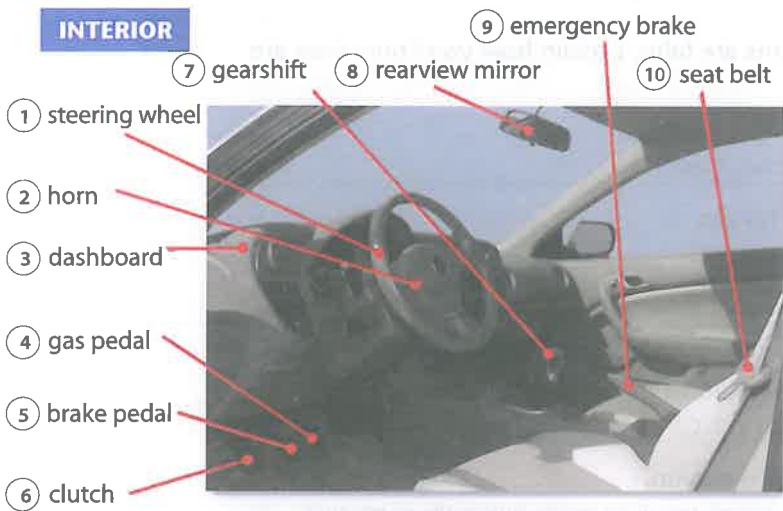 INTERIOR
9 emergency brake
7 gearshift
8 rearview mirror
10 seat belt
1 steering wheel
2 horn
3 dashboard
4 gas pedal
5 brake pedal
6 clutch